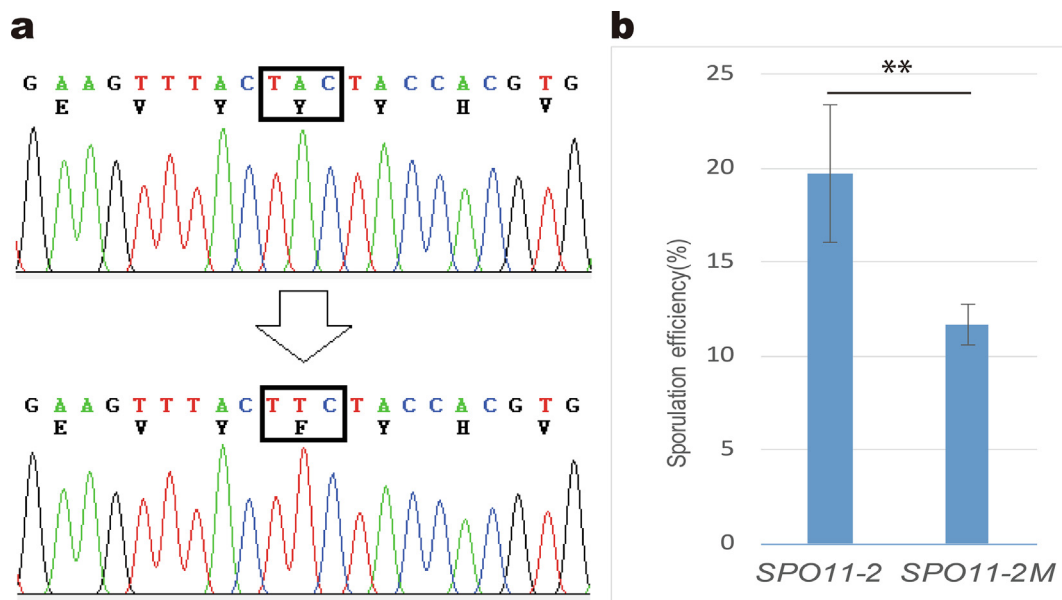 a
G A A G T T T A C T A C T A C C A C G T G
E V Y Y Y H V
G A A G T T T A C T T C T A C C A C G T G
E V Y F Y H V
b
25
**
20
15
10
5
0
Sporulation efficiency(%)
SPO11-2 SPO11-2M